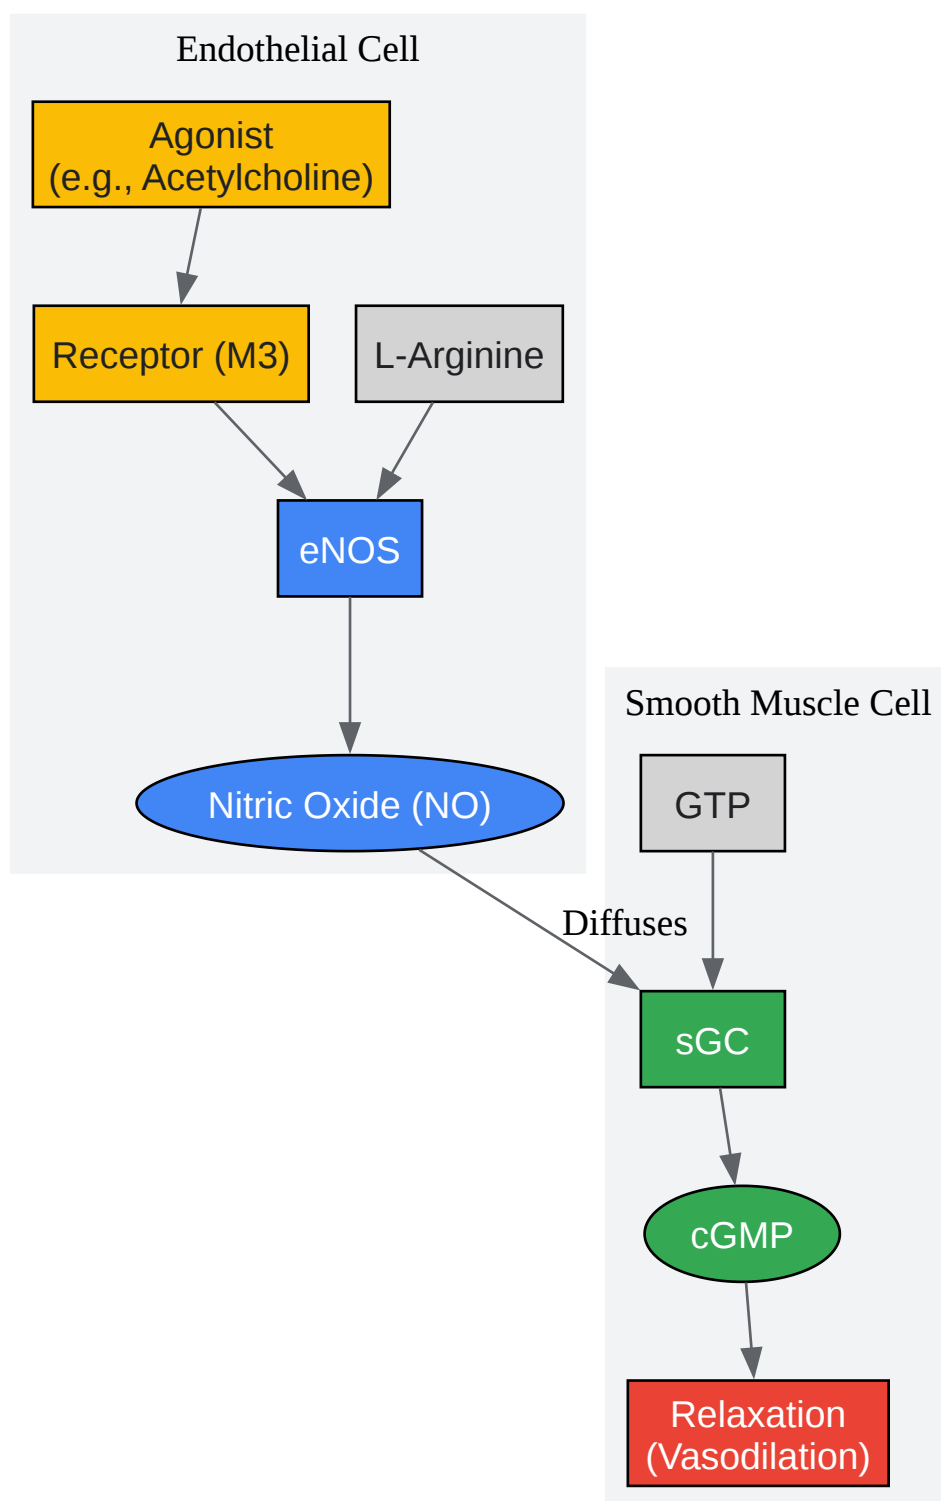 Endothelial Cell
Agonist
(e.g., Acetylcholine)
Receptor (M3)
L-Arginine
eNOS
Nitric Oxide (NO)
Smooth Muscle Cell
GTP
Diffuses
sGC
cGMP
Relaxation
(Vasodilation)